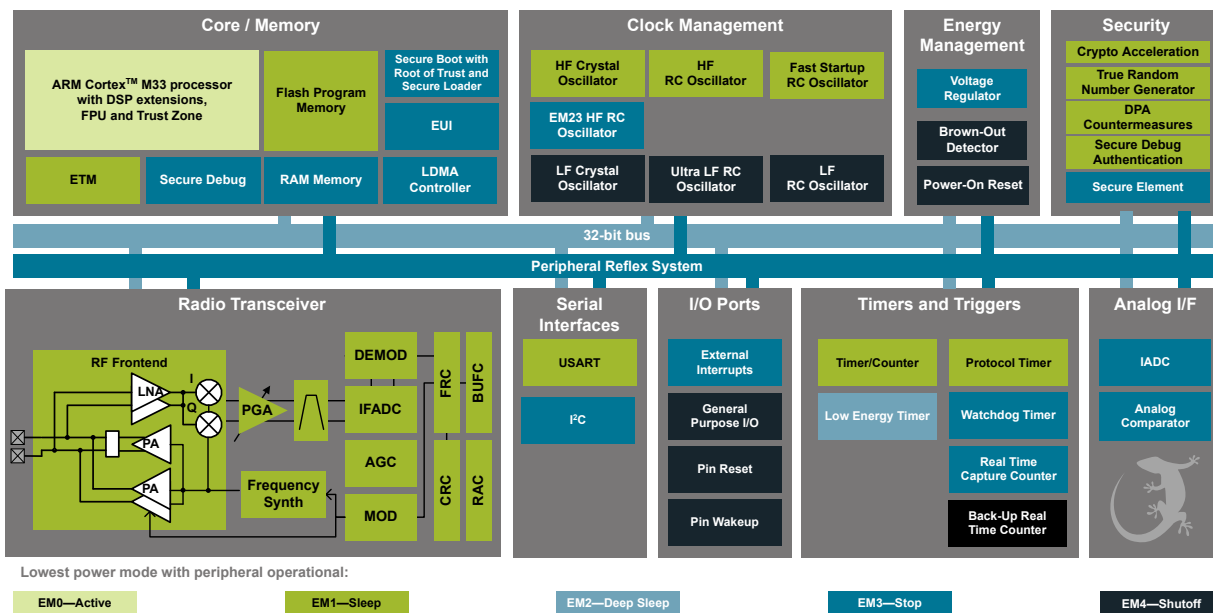 Core / Memory
ARM Cortex™ M33 processor
with DSP extensions,
FPU and Trust Zone
Flash Program
Memory
Secure Boot with
Root of Trust and
Secure Loader
EUI
ETM
Secure Debug
RAM Memory
LDMA
Controller
Clock Management
HF Crystal
Oscillator
HF
RC Oscillator
Fast Startup
RC Oscillator
EM23 HF RC
Oscillator
LF Crystal
Oscillator
Ultra LF RC
Oscillator
LF
RC Oscillator
Energy
Management
Voltage
Regulator
Brown-Out
Detector
Power-On Reset
Security
Crypto Acceleration
True Random
Number Generator
DPA
Countermeasures
Secure Debug
Authentication
Secure Element
32-bit bus
Peripheral Reflex System
Radio Transceiver
RF Frontend
LNA
I
Q
PA
PA
PGA
Frequency
Synth
DEMOD
IFADC
AGC
MOD
FRC
BUFC
CRC
RAC
Serial
Interfaces
USART
I²C
I/O Ports
External
Interrupts
General
Purpose I/O
Pin Reset
Pin Wakeup
Timers and Triggers
Timer/Counter
Protocol Timer
Low Energy Timer
Watchdog Timer
Real Time
Capture Counter
Back-Up Real
Time Counter
Analog I/F
IADC
Analog
Comparator
Lowest power mode with peripheral operational:
EM0—Active
EM1—Sleep
EM2—Deep Sleep
EM3—Stop
EM4—Shutoff